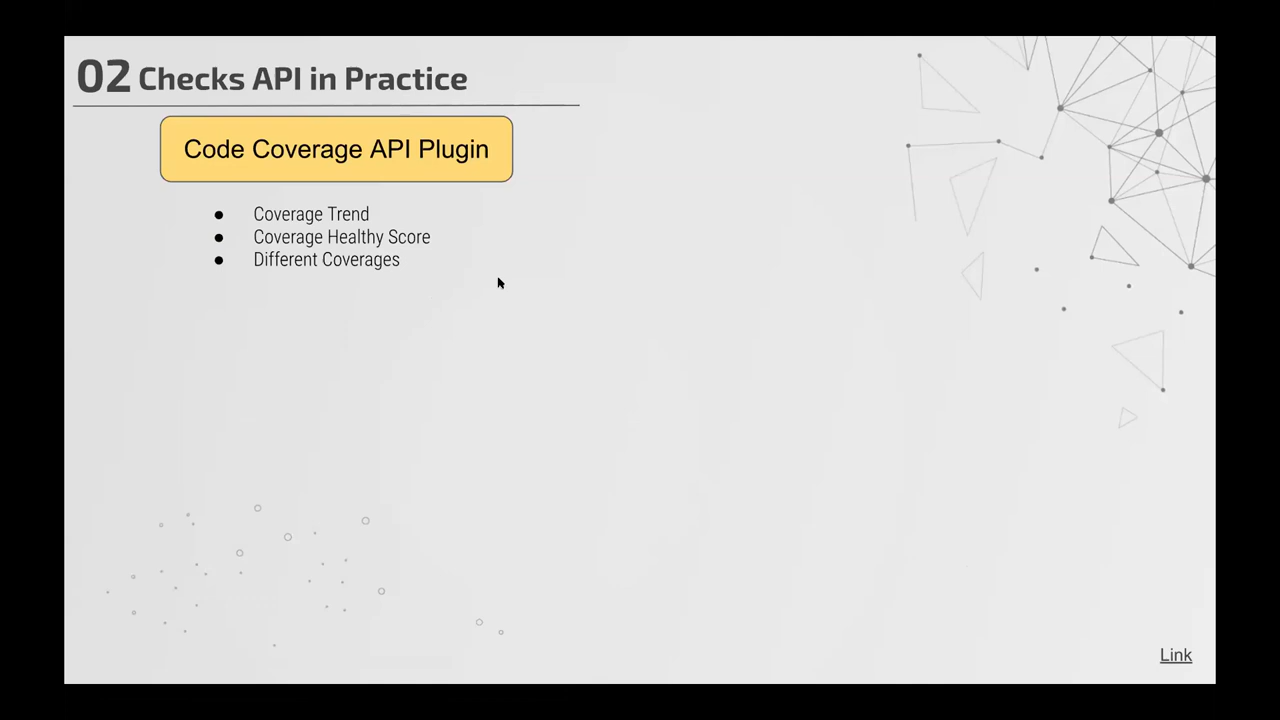 02 Checks API in Practice
Code Coverage API Plugin
● Coverage Trend
● Coverage Healthy Score
● Different Coverages
Link